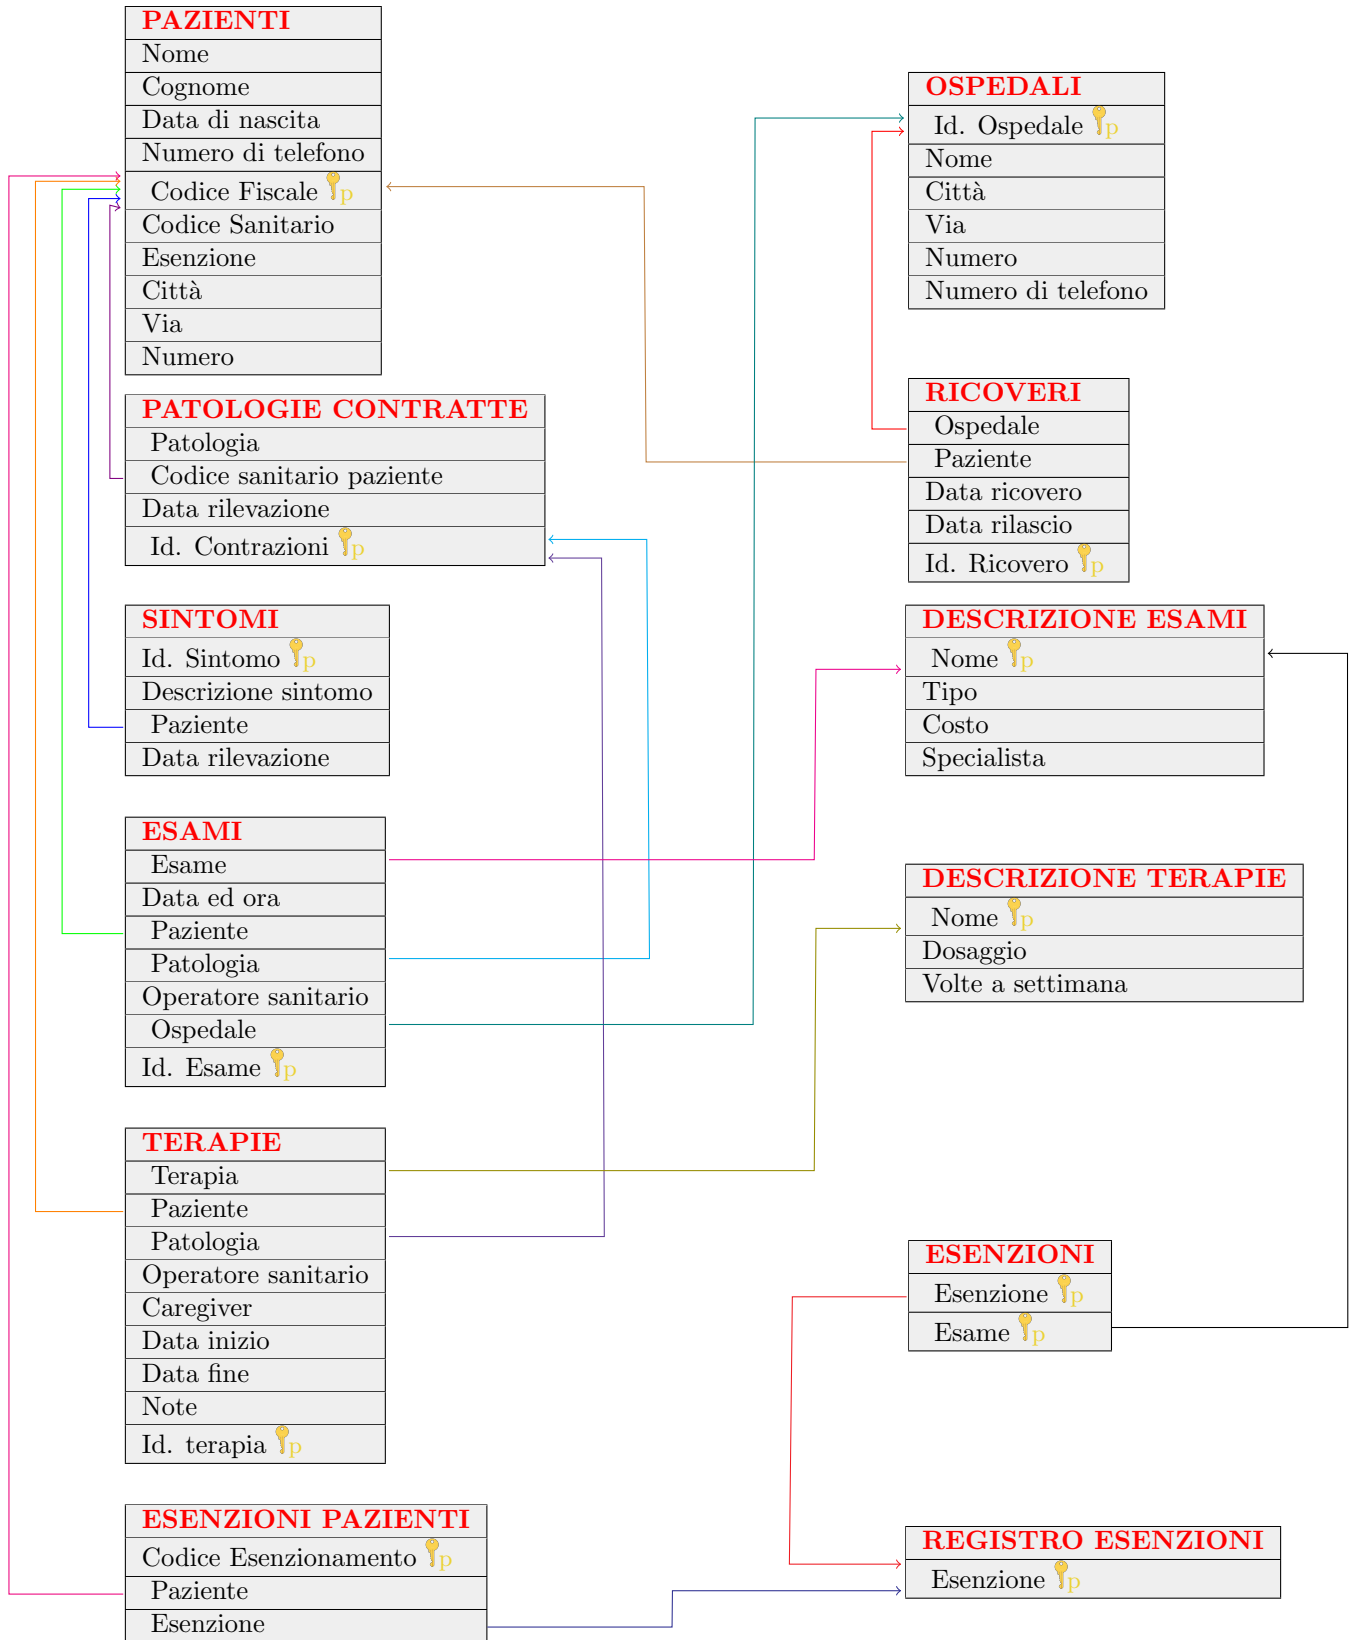 PAZIENTI
Nome
Cognome
Data di nascita
Numero di telefono
Codice Fiscale p
Codice Sanitario
Esenzione
Città
Via
Numero
PATOLOGIE CONTRATTE
Patologia
Codice sanitario paziente
Data rilevazione
Id. Contrazioni p
SINTOMI
Id. Sintomo p
Descrizione sintomo
Paziente
Data rilevazione
ESAMI
Esame
Data ed ora
Paziente
Patologia
Operatore sanitario
Ospedale
Id. Esame p
TERAPIE
Terapia
Paziente
Patologia
Operatore sanitario
Caregiver
Data inizio
Data fine
Note
Id. terapia p
ESENZIONI PAZIENTI
Codice Esenzionamento p
Paziente
Esenzione
OSPEDALI
Id. Ospedale p
Nome
Città
Via
Numero
Numero di telefono
RICOVERI
Ospedale
Paziente
Data ricovero
Data rilascio
Id. Ricovero p
DESCRIZIONE ESAMI
Nome p
Tipo
Costo
Specialista
DESCRIZIONE TERAPIE
Nome p
Dosaggio
Volte a settimana
ESENZIONI
Esenzione p
Esame p
REGISTRO ESENZIONI
Esenzione p